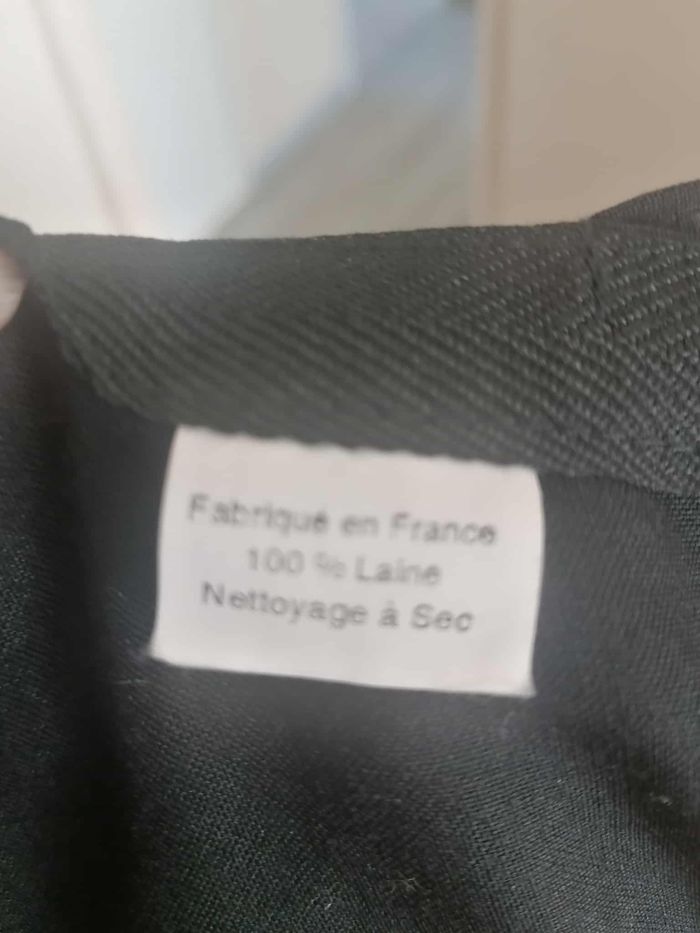 Fabriqué en France
100 % Laine
Nettoyage à Sec